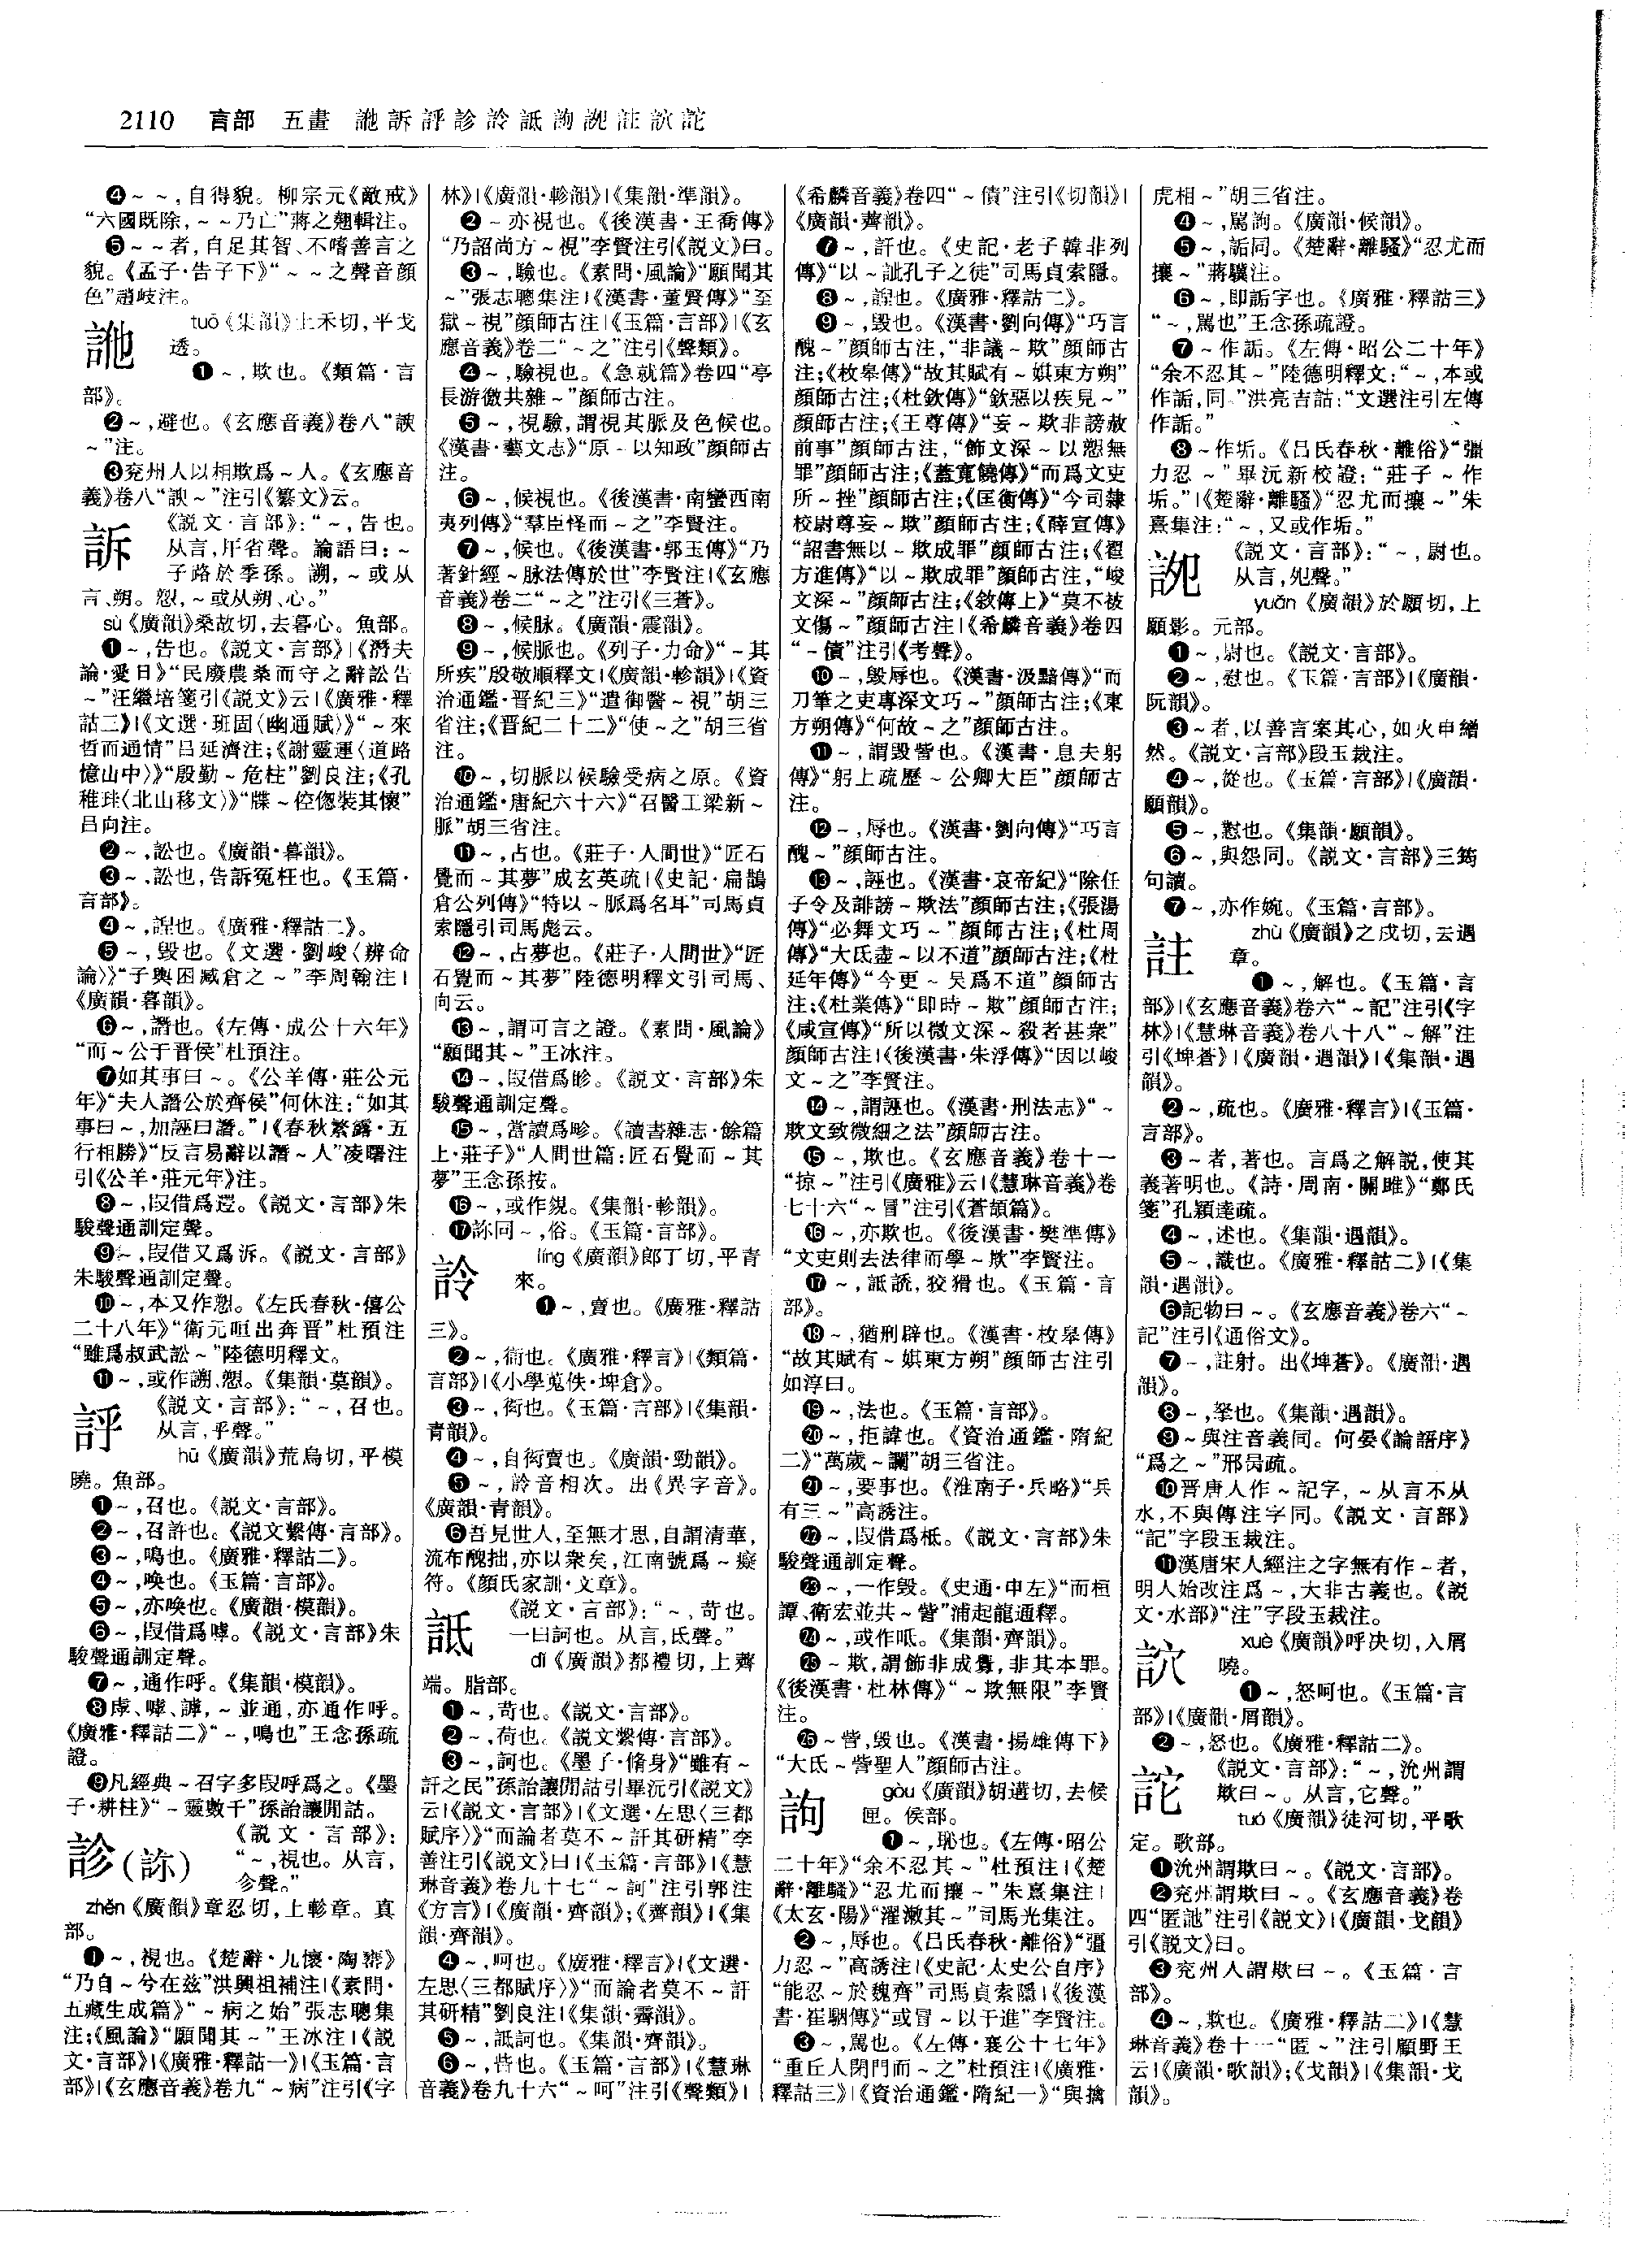 2110 言部 五畫 訑訴評診詅詆詢䛄註訣詑
❹～～,自得貌。柳宗元《敵戒》
“六國既除,～～乃亡”蔣之翹輯注。
❺～～者,自足其智、不嗜善言之
貌。《孟子·告子下》“～～之聲音顔
色”趙岐注。
tuō《集韻》土禾切,平戈
透。
❶～,欺也。《類篇·言
部》。
❷～,避也。《玄應音義》卷八“諛
～”注。
❸兖州人以相欺爲～人。《玄應音
義》卷八“諛～”注引《纂文》云。
訴
《説文·言部》:“～,告也。
从言,㡿省聲。論語曰:～
子路於季孫。謝,～或从
言、朔。愬,～或从朔、心。”
sù《廣韻》桑故切,去暮心。魚部。
❶～,告也。《説文·言部》|《潛夫
論·愛日》“民廢農桑而守之辭訟告
～”汪繼培箋引《説文》云|《廣雅·釋
詁二》|《文選·班固〈幽通賦〉》“～來
哲而通情”吕延濟注;《謝靈運〈道路
憶山中〉》“殷勤～危柱”劉良注;《孔
稚珪〈北山移文〉》“牒～倥傯裝其懷”
吕向注。
❷～,訟也。《廣韻·暮韻》。
❸～,訟也,告訴冤枉也。《玉篇·
言部》。
❹～,諻也。《廣雅·釋詁二》。
❺～,毁也。《文選·劉峻〈辨命
論〉》“子輿困臧倉之～”李周翰注|
《廣韻·暮韻》。
❻～,譖也。《左傳·成公十六年》
“而～公于晋侯”杜預注。
❼如其事曰～。《公羊傳·莊公元
年》“夫人譖公於齊侯”何休注:“如其
事曰～,加誣曰譖。”|《春秋繁露·五
行相勝》“反言易辭以譖～人”凌曙注
引《公羊·莊元年》注。
❽～,叚借爲遻。《説文·言部》朱
駿聲通訓定聲。
❾～,叚借又爲泝。《説文·言部》
朱駿聲通訓定聲。
❿～,本又作愬。《左氏春秋·僖公
二十八年》“衛元咺出奔晋”杜預注
“雖爲叔武訟～”陸德明釋文。
⓫～,或作謝、愬。《集韻·莫韻》。
評
《説文·言部》:“～,召也。
从言,乎聲。”
hū《廣韻》荒烏切,平模
曉。魚部。
❶～,召也。《説文·言部》。
❷～,召許也。《説文繫傳·言部》。
❸～,鳴也。《廣雅·釋詁二》。
❹～,唤也。《玉篇·言部》。
❺～,亦唤也。《廣韻·模韻》。
❻～,叚借爲嘑。《説文·言部》朱
駿聲通訓定聲。
❼～,通作呼。《集韻·模韻》。
❽虖、嘑、謼,～並通,亦通作呼。
《廣雅·釋詁二》“～,鳴也”王念孫疏
證。
❾凡經典～召字多叚呼爲之。《墨
子·耕柱》“～靈數千”孫詒讓閒詁。
診(訠)
《説文·言部》:
“～,視也。从言,
㐱聲。”
zhěn《廣韻》章忍切,上軫章。真
部。
❶～,視也。《楚辭·九懷·陶壅》
“乃自～兮在兹”洪興祖補注|《素問·
五藏生成篇》“～病之始”張志聰集
注;《風論》“願聞其～”王冰注|《説
文·言部》|《廣雅·釋詁一》|《玉篇·言
部》|《玄應音義》卷九“～病”注引《字
林》|《廣韻·軫韻》|《集韻·準韻》。
❷～亦視也。《後漢書·王喬傳》
“乃詔尚方～視”李賢注引《説文》曰。
❸～,驗也。《素問·風論》“願聞其
～”張志聰集注|《漢書·董賢傳》“至
獄～視”顔師古注|《玉篇·言部》|《玄
應音義》卷二“～之”注引《聲類》。
❹～,驗視也。《急就篇》卷四“亭
長游徼共雜～”顔師古注。
❺～,視驗,謂視其脈及色候也。
《漢書·藝文志》“原～以知政”顔師古
注。
❻～,候視也。《後漢書·南蠻西南
夷列傳》“羣臣怪而～之”李賢注。
❼～,候也。《後漢書·郭玉傳》“乃
著針經～脉法傳於世”李賢注|《玄應
音義》卷二“～之”注引《三蒼》。
❽～,候脉。《廣韻·震韻》。
❾～,候脈也。《列子·力命》“～其
所疾”殷敬順釋文|《廣韻·軫韻》|《資
治通鑑·晋紀三》“遣御醫～視”胡三
省注;《晋紀二十二》“使～之”胡三省
注。
❿～,切脈以候驗受病之原。《資
治通鑑·唐紀六十六》“召醫工梁新～
脈”胡三省注。
⓫～,占也。《莊子·人間世》“匠石
覺而～其夢”成玄英疏|《史記·扁鵲
倉公列傳》“特以～脈爲名耳”司馬貞
索隱引司馬彪云。
⓬～,占夢也。《莊子·人間世》“匠
石覺而～其夢”陸德明釋文引司馬、
向云。
⓭～,謂可言之證。《素問·風論》
“願聞其～”王冰注。
⓮～,叚借爲畛。《説文·言部》朱
駿聲通訓定聲。
⓯～,當讀爲畛。《讀書雜志·餘篇
上·莊子》“人間世篇:匠石覺而～其
夢”王念孫按。
⓰～,或作䚕。《集韻·軫韻》。
⓱訠同～,俗。《玉篇·言部》。
詅
líng《廣韻》郎丁切,平青
來。
❶～,賣也。《廣雅·釋詁
三》。
❷～,衒也。《廣雅·釋言》|《類篇·
言部》|《小學蒐佚·埤倉》。
❸～,衒也。《玉篇·言部》|《集韻·
青韻》。
❹～,自衒賣也。《廣韻·勁韻》。
❺～,詅音相次。出《異字音》。
《廣韻·青韻》。
❻吾見世人,至無才思,自謂清華,
流布醜拙,亦以衆矣,江南號爲～癡
符。《顔氏家訓·文章》。
詆
《説文·言部》:“～,苛也。
一曰訶也。从言,氐聲。”
dǐ《廣韻》都禮切,上薺
端。脂部。
❶～,苛也。《説文·言部》。
❷～,荷也。《説文繫傳·言部》。
❸～,訶也。《墨子·脩身》“雖有～
訐之民”孫詒讓閒詁引畢沅引《説文》
云|《説文·言部》|《文選·左思〈三都
賦序〉》“而論者莫不～訐其研精”李
善注引《説文》曰|《玉篇·言部》|《慧
琳音義》卷九十七“～訶”注引郭注
《方言》|《廣韻·齊韻》;《薺韻》|《集
韻·齊韻》。
❹～,呵也。《廣雅·釋言》|《文選·
左思〈三都賦序〉》“而論者莫不～訐
其研精”劉良注|《集韻·霽韻》。
❺～,詆訶也。《集韻·齊韻》。
❻～,呰也。《玉篇·言部》|《慧琳
音義》卷九十六“～呵”注引《聲類》|
《希麟音義》卷四“～債”注引《切韻》|
《廣韻·薺韻》。
❼～,訐也。《史記·老子韓非列
傳》“以～訿孔子之徒”司馬貞索隱。
❽～,諻也。《廣雅·釋詁二》。
❾～,毁也。《漢書·劉向傳》“巧言
醜～”顔師古注,“非議～欺”顔師古
注;《枚皋傳》“故其賦有～娸東方朔”
顔師古注;《杜欽傳》“欽惡以疾見～”
顔師古注;《王尊傳》“妄～欺非謗赦
前事”顔師古注,“飾文深～以愬無
罪”顔師古注;《蓋寬饒傳》“而爲文吏
所～挫”顔師古注;《匡衡傳》“今司隸
校尉尊妄～欺”顔師古注;《薛宣傳》
“詔書無以～欺成罪”顔師古注;《翟
方進傳》“以～欺成罪”顔師古注,“峻
文深～”顔師古注;《敘傳上》“莫不被
文傷～”顔師古注|《希麟音義》卷四
“～債”注引《考聲》。
❿～,毁辱也。《漢書·汲黯傳》“而
刀筆之吏專深文巧～”顔師古注;《東
方朔傳》“何故～之”顔師古注。
⓫～,謂毁呰也。《漢書·息夫躬
傳》“躬上疏歷～公卿大臣”顔師古
注。
⓬～,辱也。《漢書·劉向傳》“巧言
醜～”顔師古注。
⓭～,誣也。《漢書·哀帝紀》“除任
子令及誹謗～欺法”顔師古注;《張湯
傳》“必舞文巧～”顔師古注;《杜周
傳》“大氐盡～以不道”顔師古注;《杜
延年傳》“今更～吴爲不道”顔師古
注;《杜業傳》“即時～欺”顔師古注;
《咸宣傳》“所以微文深～殺者甚衆”
顔師古注|《後漢書·朱浮傳》“因以峻
文～之”李賢注。
⓮～,謂誣也。《漢書·刑法志》“～
欺文致微細之法”顔師古注。
⓯～,欺也。《玄應音義》卷十一
“掠～”注引《廣雅》云|《慧琳音義》卷
七十六“～冒”注引《蒼頡篇》。
⓰～,亦欺也。《後漢書·樊準傳》
“文吏則去法律而學～欺”李賢注。
⓱～,詆誘,狡猾也。《玉篇·言
部》。
⓲～,猶刑辟也。《漢書·枚皋傳》
“故其賦有～娸東方朔”顔師古注引
如淳曰。
⓳～,法也。《玉篇·言部》。
⓴～,拒諱也。《資治通鑑·隋紀
二》“萬歲～讕”胡三省注。
㉑～,要事也。《淮南子·兵略》“兵
有三～”高誘注。
㉒～,叚借爲柢。《説文·言部》朱
駿聲通訓定聲。
㉓～,一作毁。《史通·申左》“而桓
譚、衛宏並共～訾”浦起龍通釋。
㉔～,或作呧。《集韻·齊韻》。
㉕～欺,謂飾非成釁,非其本罪。
《後漢書·杜林傳》“～欺無限”李賢
注。
㉖～訾,毁也。《漢書·揚雄傳下》
“大氐～訾聖人”顔師古注。
詢
gòu《廣韻》胡遘切,去候
匣。侯部。
❶～,恥也。《左傳·昭公
二十年》“余不忍其～”杜預注|《楚
辭·離騷》“忍尤而攘～”朱熹集注|
《太玄·陽》“濯漱其～”司馬光集注。
❷～,辱也。《吕氏春秋·離俗》“彊
力忍～”高誘注|《史記·太史公自序》
“能忍～於魏齊”司馬貞索隱|《後漢
書·崔駰傳》“或冒～以干進”李賢注。
❸～,罵也。《左傳·襄公十七年》
“重丘人閉門而～之”杜預注|《廣雅·
釋詁三》|《資治通鑑·隋紀一》“與擒
虎相～”胡三省注。
❹～,駡詢。《廣韻·候韻》。
❺～,詬同。《楚辭·離騷》“忍尤而
攘～”蔣驥注。
❻～,即詬字也。《廣雅·釋詁三》
“～,駡也”王念孫疏證。
❼～作詬。《左傳·昭公二十年》
“余不忍其～”陸德明釋文:“～,本或
作詬,同。”洪亮吉詁:“文選注引左傳
作詬。”
❽～作垢。《吕氏春秋·離俗》“彊
力忍～”畢沅新校證:“莊子～作
垢。”|《楚辭·離騷》“忍尤而攘～”朱
熹集注:“～,又或作垢。”
《説文·言部》:“～,尉也。
从言,夗聲。”
yuǎn《廣韻》於願切,上
願影。元部。
❶～,尉也。《説文·言部》。
❷～,慰也。《玉篇·言部》|《廣韻·
阮韻》。
❸～者,以善言案其心,如火申繒
然。《説文·言部》段玉裁注。
❹～,從也。《玉篇·言部》|《廣韻·
願韻》。
❺～,懟也。《集韻·願韻》。
❻～,與怨同。《説文·言部》三筠
句讀。
❼～,亦作婉。《玉篇·言部》。
註
zhù《廣韻》之戍切,去遇
章。
❶～,解也。《玉篇·言
部》|《玄應音義》卷六“～記”注引《字
林》|《慧琳音義》卷八十八“～解”注
引《埤蒼》|《廣韻·遇韻》|《集韻·遇
韻》。
❷～,疏也。《廣雅·釋言》|《玉篇·
言部》。
❸～者,著也。言爲之解説,使其
義著明也。《詩·周南·關雎》“鄭氏
箋”孔穎達疏。
❹～,述也。《集韻·遇韻》。
❺～,識也。《廣雅·釋詁二》|《集
韻·遇韻》。
❻記物曰～。《玄應音義》卷六“～
記”注引《通俗文》。
❼～,註射。出《埤蒼》。《廣韻·遇
韻》。
❽～,拏也。《集韻·遇韻》。
❾～與注音義同。何晏《論語序》
“爲之～”邢昺疏。
❿晋唐人作～記字,～从言不从
水,不與傳注字同。《説文·言部》
“記”字段玉裁注。
⓫漢唐宋人經注之字無有作～者,
明人始改注爲～,大非古義也。《説
文·水部》“注”字段玉裁注。
xuè《廣韻》呼决切,入屑
曉。
❶～,怒呵也。《玉篇·言
部》|《廣韻·屑韻》。
❷～,怒也。《廣雅·釋詁二》。
詑
《説文·言部》:“～,沇州謂
欺曰～。从言,它聲。”
tuó《廣韻》徒河切,平歌
定。歌部。
❶沇州謂欺曰～。《説文·言部》。
❷兖州謂欺曰～。《玄應音義》卷
四“匿訑”注引《説文》|《廣韻·戈韻》
引《説文》曰。
❸兖州人謂欺曰～。《玉篇·言
部》。
❹～,欺也。《廣雅·釋詁二》|《慧
琳音義》卷十一“匿～”注引顧野王
云|《廣韻·歌韻》;《戈韻》|《集韻·戈
韻》。